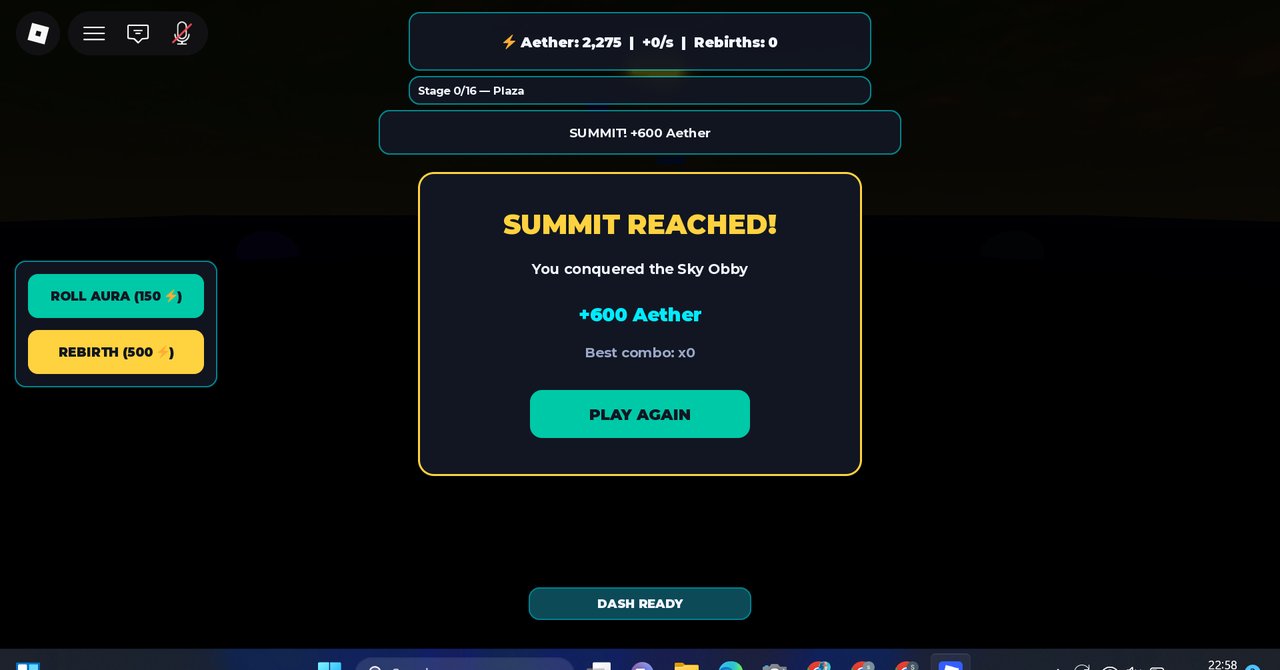 ⚡ Aether: 2,275 | +0/s | Rebirths: 0
Stage 0/16 — Plaza
SUMMIT! +600 Aether
SUMMIT REACHED!
You conquered the Sky Obby
+600 Aether
Best combo: x0
PLAY AGAIN
ROLL AURA (150 ⚡)
REBIRTH (500 ⚡)
DASH READY
22:58